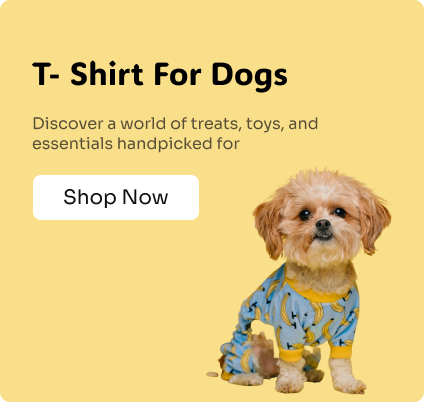 T- Shirt For Dogs
Discover a world of treats, toys, and
essentials handpicked for
Shop Now